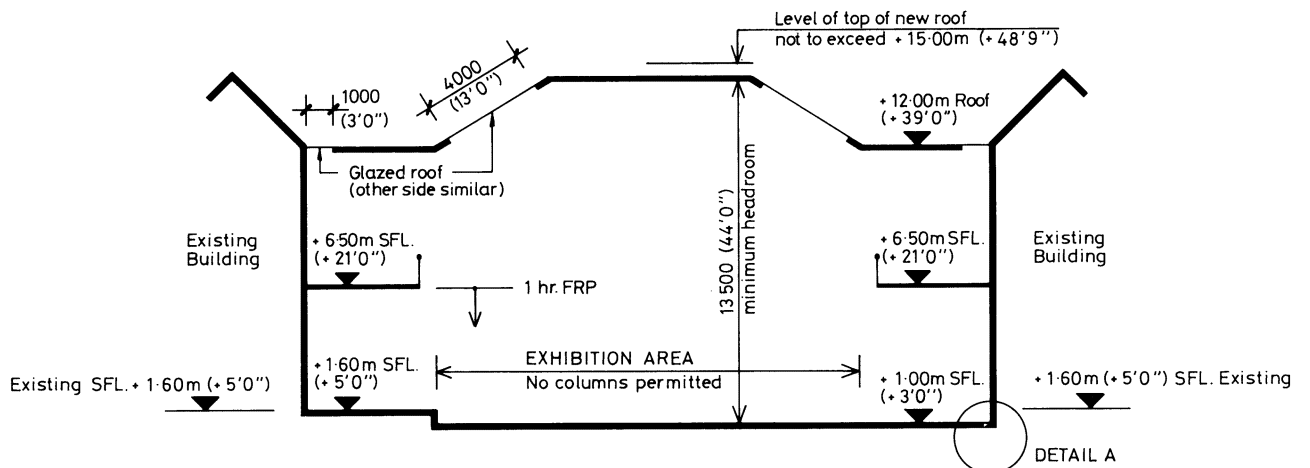 Level of top of new roof
not to exceed + 15·00m (+ 48'9'')
4000
(13'0'')
1000
(3'0'')
+ 12·00m Roof
(+ 39'0'')
Glazed roof
(other side similar)
13500 (44'0'')
minimum headroom
Existing
Building
+ 6·50m SFL.
(+ 21'0'')
+ 6·50m SFL.
(+ 21'0'')
Existing
Building
1 hr. FRP
EXHIBITION AREA
No columns permitted
Existing SFL. + 1·60m (+ 5'0'')
+ 1·60m SFL.
(+ 5'0'')
+ 1·00m SFL.
(+ 3'0'')
+ 1·60m (+ 5'0'') SFL. Existing
DETAIL A